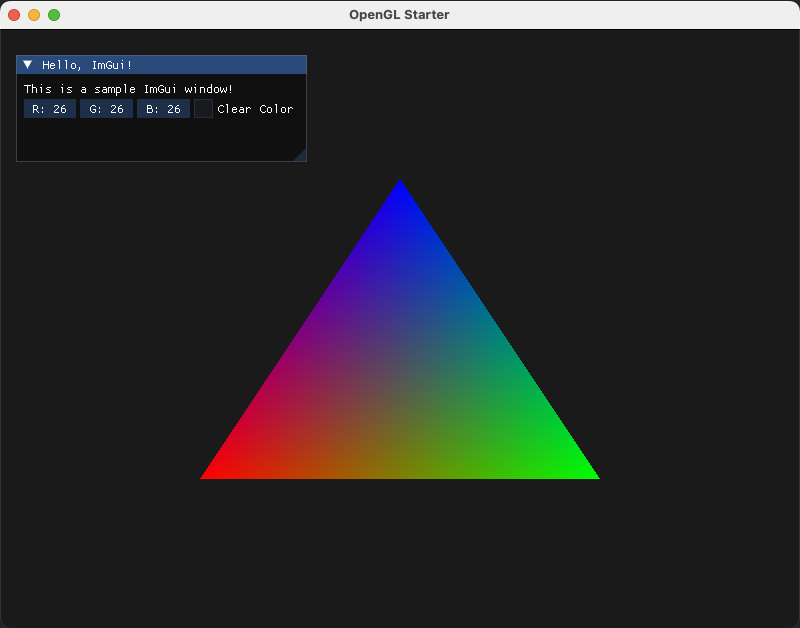 OpenGL Starter
Hello, ImGui!
This is a sample ImGui window!
R: 26 G: 26 B: 26 Clear Color